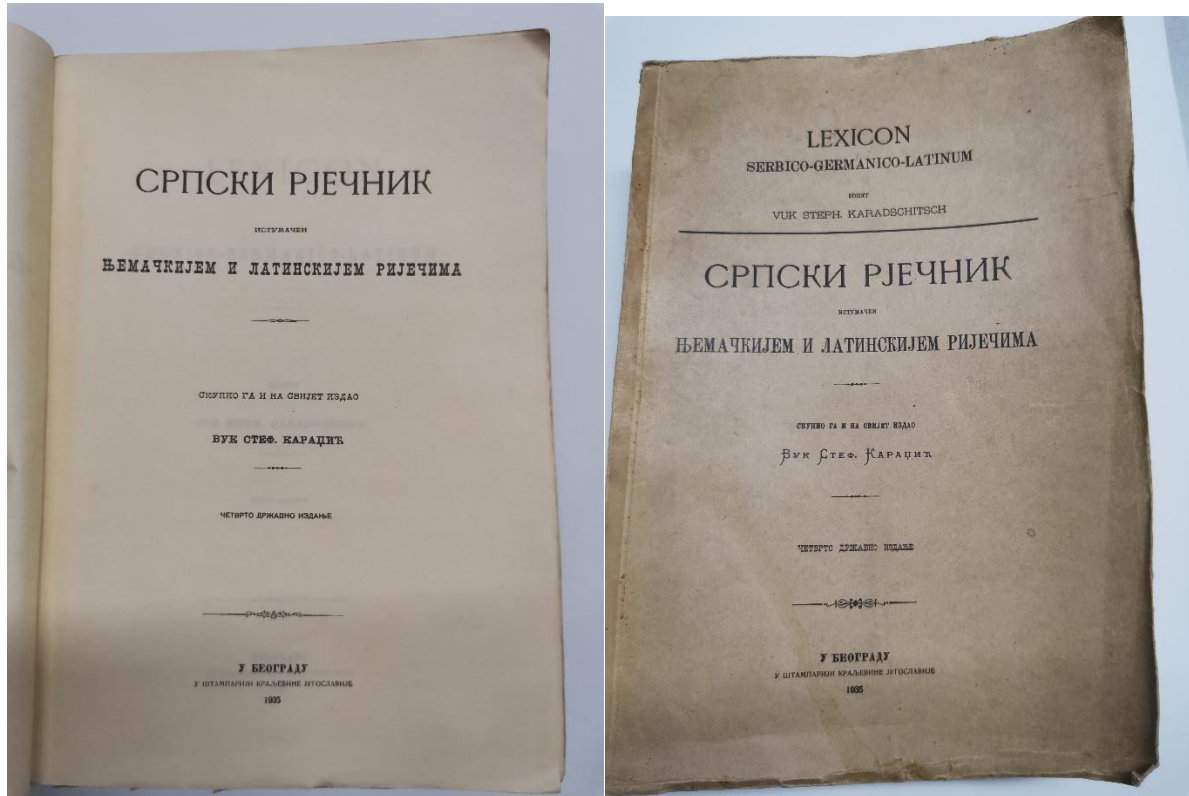 СРПСКИ РЈЕЧНИК
ИСТУМАЧЕН
ЊЕМАЧКИЈЕМ И ЛАТИНСКИЈЕМ РИЈЕЧИМА
СКУПИО ГА И НА СВИЈЕТ ИЗДАО
ВУК СТЕФ. КАРАЏИЋ
ЧЕТВРТО ДРЖАВНО ИЗДАЊЕ
У БЕОГРАДУ
У ШТАМПАРИЈИ КРАЉЕВИНЕ ЈУГОСЛАВИЈЕ
1935
LEXICON
SERBICO-GERMANICO-LATINUM
EDIDIT
VUK STEPH. KARADSCHITSCH
СРПСКИ РЈЕЧНИК
ИСТУМАЧЕН
ЊЕМАЧКИЈЕМ И ЛАТИНСКИЈЕМ РИЈЕЧИМА
СКУПИО ГА И НА СВИЈЕТ ИЗДАО
ВУК СТЕФ. КАРАЏИЋ
ЧЕТВРТО ДРЖАВНО ИЗДАЊЕ
У БЕОГРАДУ
У ШТАМПАРИЈИ КРАЉЕВИНЕ ЈУГОСЛАВИЈЕ
1935